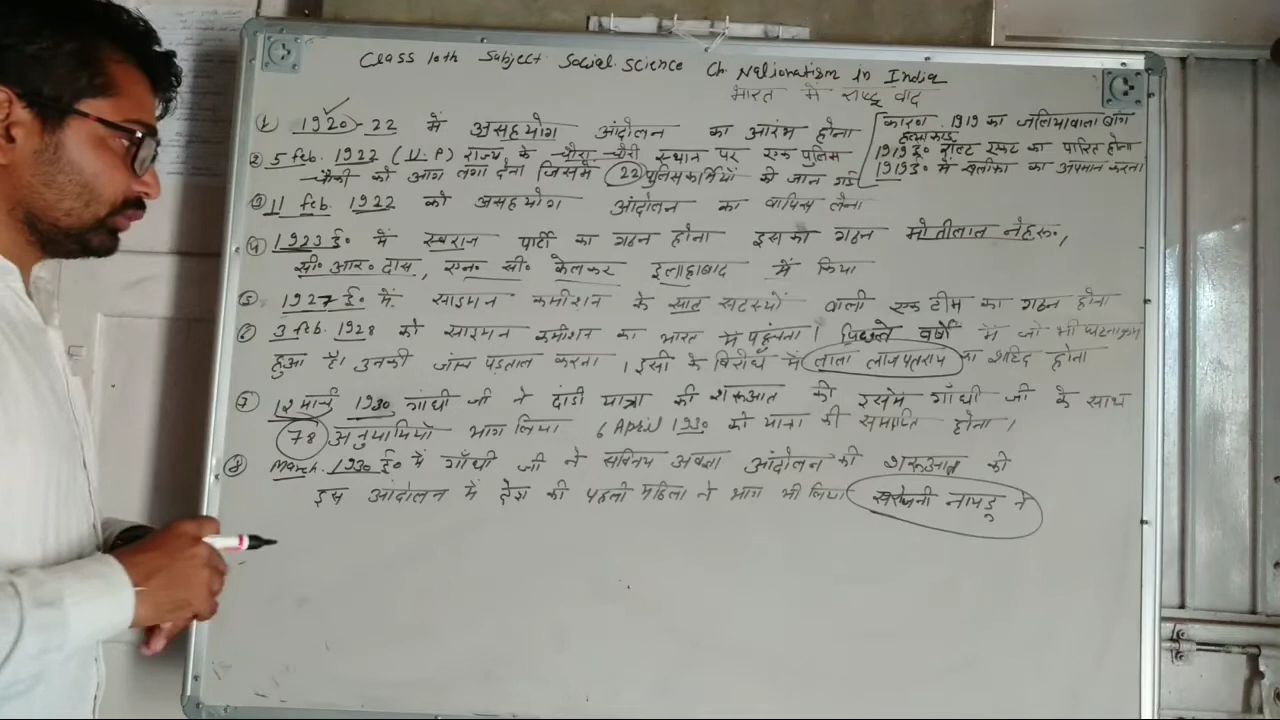 Class 10th Subject Social Science Ch. Nationalism in India
भारत में राष्ट्र वाद
① 1920-22 में असहयोग आंदोलन का आरंभ होना
कारण . 1919 का जलियावाला बाग
हत्याकांड
1919ई० रोल्ट एक्ट का पारित होना
1919ई० में खलीफा का अपमान करना
② 5 Feb. 1922 (U.P) राज्य के चौरा-चौरी स्थान पर एक पुलिस
चौकी को आग लगा देना जिसमें 22 पुलिसकर्मियों की जान गई
③ 11 feb. 1922 को असहयोग आंदोलन का वापिस लेना
④ 1923 ई० में स्वराज पार्टी का गठन होना इसका गठन मोतीलाल नेहरू,
सी० आर० दास, एन० सी० केलकर इलाहाबाद में किया
⑤ 1927 ई० में साइमन कमीशन के सात सदस्यों वाली एक टीम का गठन होना
⑥ 3 feb. 1928 को साइमन कमीशन का भारत में पहुंचना। पिछले वर्षों में जो भी घटनाक्रम
हुआ है। उनकी जांच पड़ताल करना । इसी के विरोध में लाला लाजपतराय का शहिद होना
⑦ 12 मार्च 1930 गांधी जी ने दांडी यात्रा की शुरूआत की इसमें गाँधी जी के साथ
78 अनुयायियों भाग लिया 6 April 1930 को यात्रा की समाप्ति होना।
⑧ March. 1930 ई० में गाँधी जी ने सविनय अवज्ञा आंदोलन की शुरूआत की
इस आंदोलन में देश की पहली महिला ने भाग भी लिया सरोजनी नायडू ने